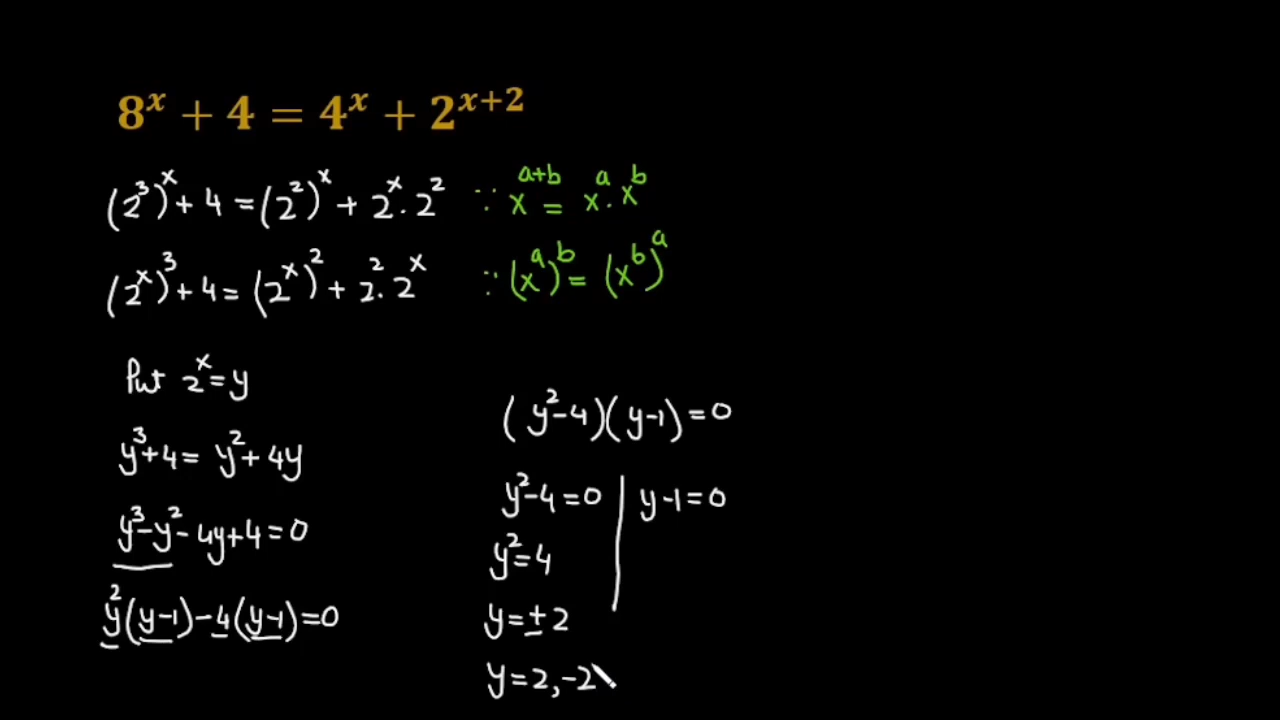 8^x + 4 = 4^x + 2^{x+2}
(2^3)^x + 4 = (2^2)^x + 2^x . 2^2 ∵ x^{a+b} = x^a . x^b
(2^x)^3 + 4 = (2^x)^2 + 2^2 . 2^x ∵ (x^a)^b = (x^b)^a
Put 2^x = y
y^3 + 4 = y^2 + 4y
y^3 - y^2 - 4y + 4 = 0
y^2(y-1) - 4(y-1) = 0
(y^2 - 4)(y-1) = 0
y^2 - 4 = 0 | y - 1 = 0
y^2 = 4
y = ± 2
y = 2, -2